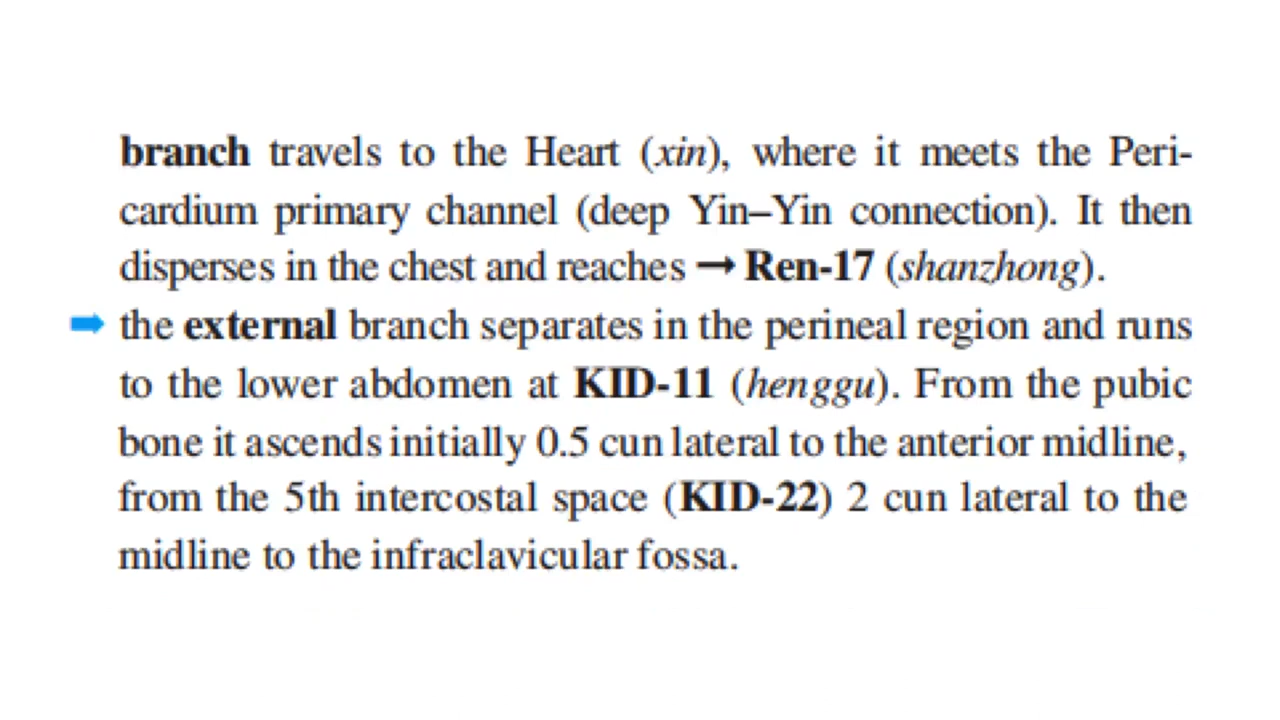 branch travels to the Heart (xin), where it meets the Peri-
cardium primary channel (deep Yin–Yin connection). It then
disperses in the chest and reaches → Ren-17 (shanzhong).
➡ the external branch separates in the perineal region and runs
to the lower abdomen at KID-11 (henggu). From the pubic
bone it ascends initially 0.5 cun lateral to the anterior midline,
from the 5th intercostal space (KID-22) 2 cun lateral to the
midline to the infraclavicular fossa.